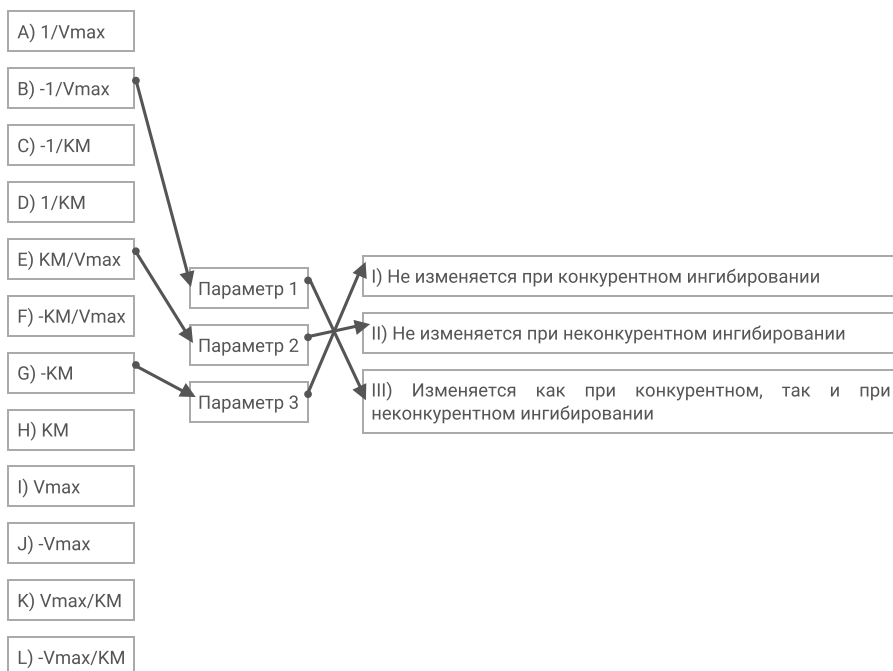 A) 1/Vmax
B) -1/Vmax
C) -1/KM
D) 1/KM
E) KM/Vmax
F) -KM/Vmax
G) -KM
H) KM
I) Vmax
J) -Vmax
K) Vmax/KM
L) -Vmax/KM
Параметр 1
Параметр 2
Параметр 3
I) Не изменяется при конкурентном ингибировании
II) Не изменяется при неконкурентном ингибировании
III) Изменяется как при конкурентном, так и при
неконкурентном ингибировании